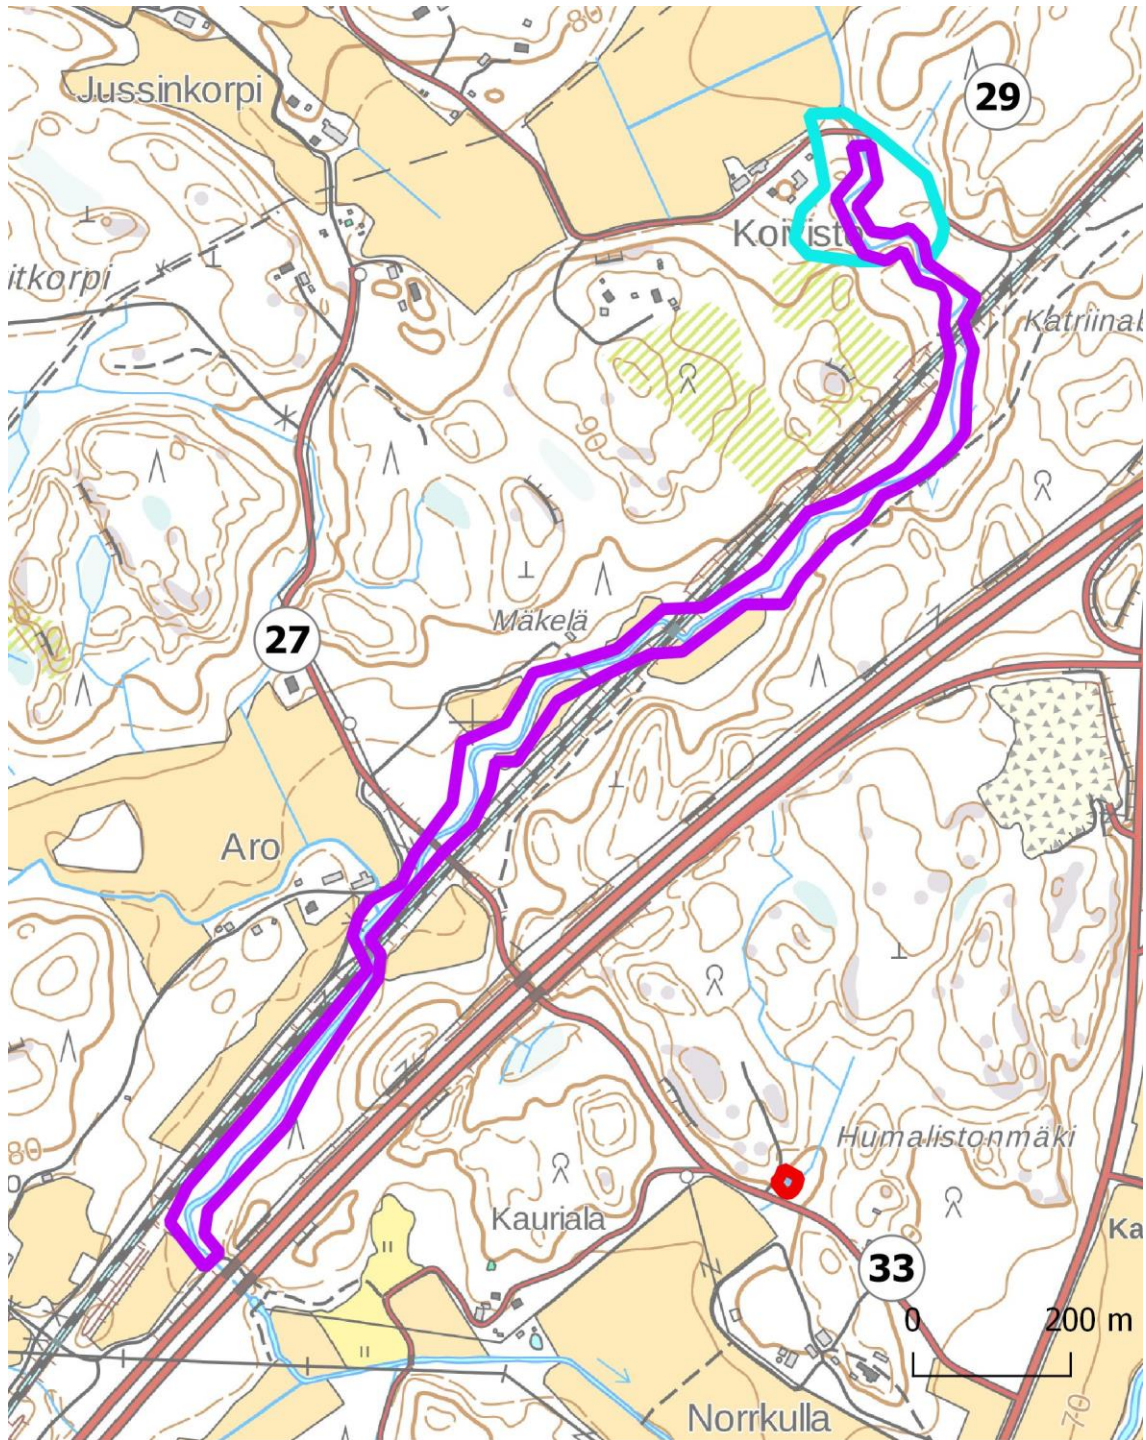 80
Jussinkorpi
29
Koivisto
itkorpi
Katriinab
90
Mäkelä
27
Aro
Humalistonmäki
80
o
Kauriala
Ka
33
0 200 m
Norrkulla
70